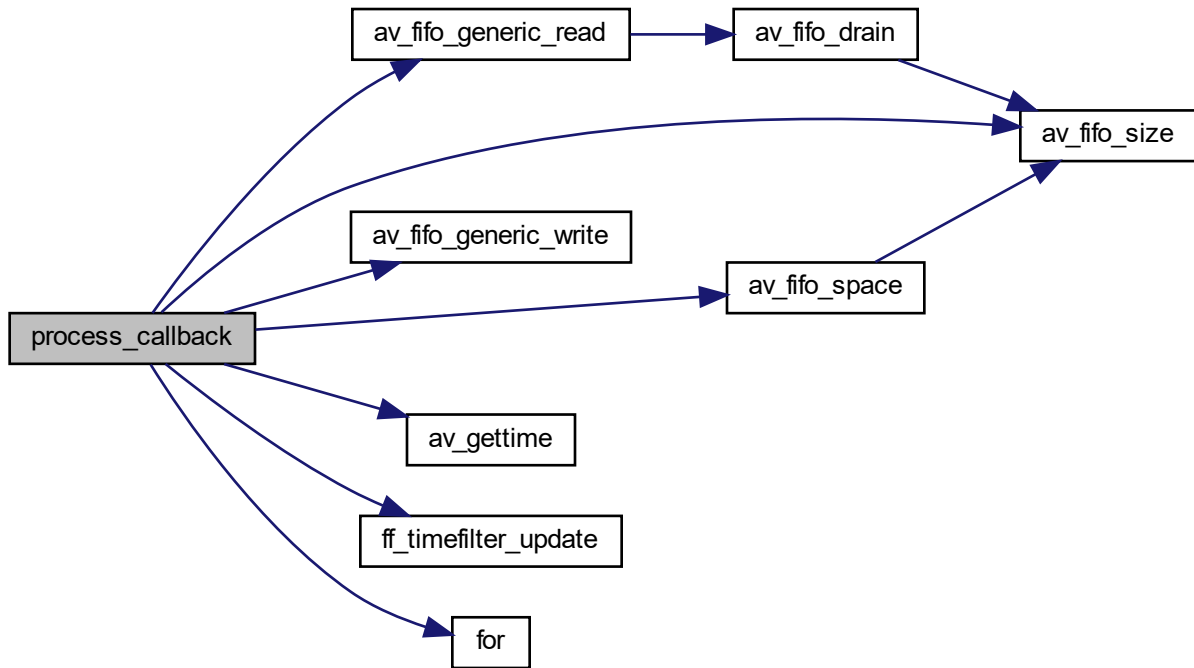 av_fifo_generic_read
av_fifo_drain
av_fifo_size
av_fifo_generic_write
av_fifo_space
process_callback
av_gettime
ff_timefilter_update
for